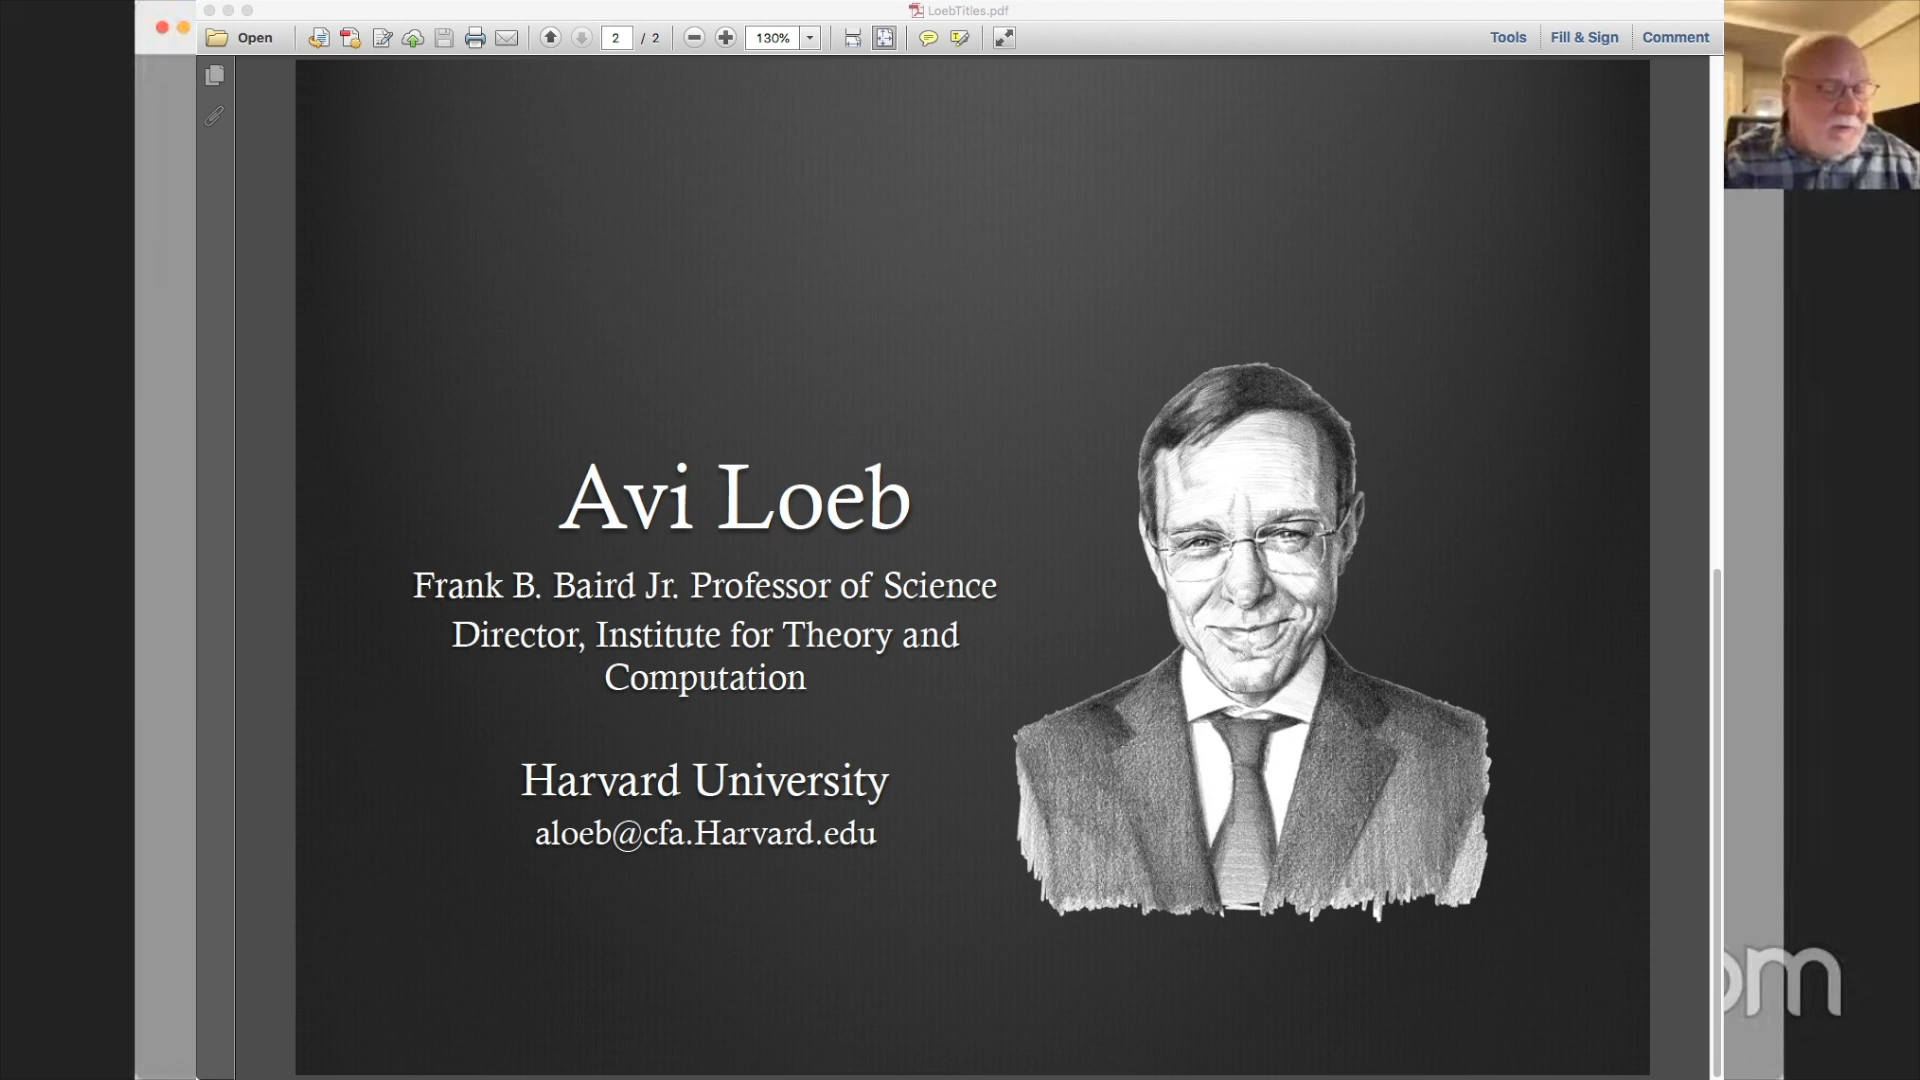 LoebTitles.pdf
Open
2 / 2
130%
Tools
Fill & Sign
Comment
Avi Loeb
Frank B. Baird Jr. Professor of Science
Director, Institute for Theory and
Computation
Harvard University
aloeb@cfa.Harvard.edu
om